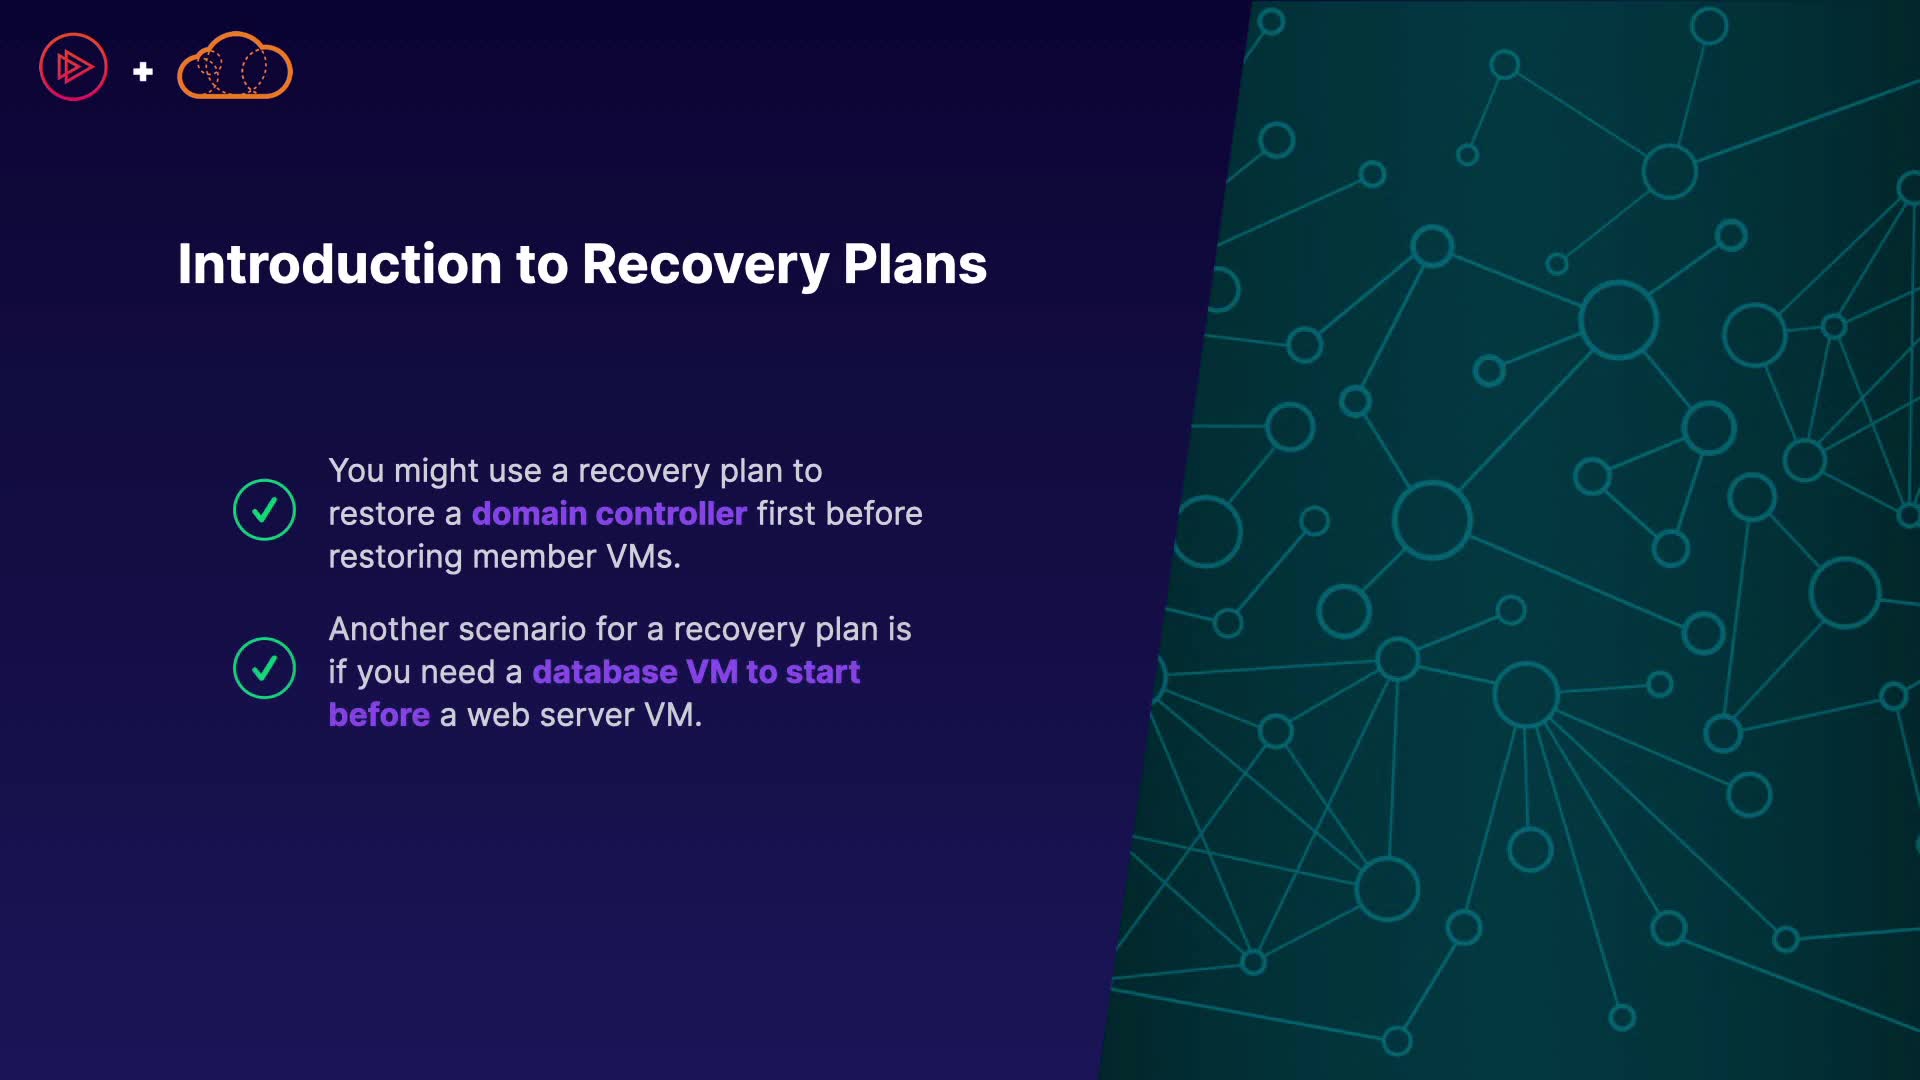 Introduction to Recovery Plans
You might use a recovery plan to
restore a domain controller first before
restoring member VMs.
Another scenario for a recovery plan is
if you need a database VM to start
before a web server VM.